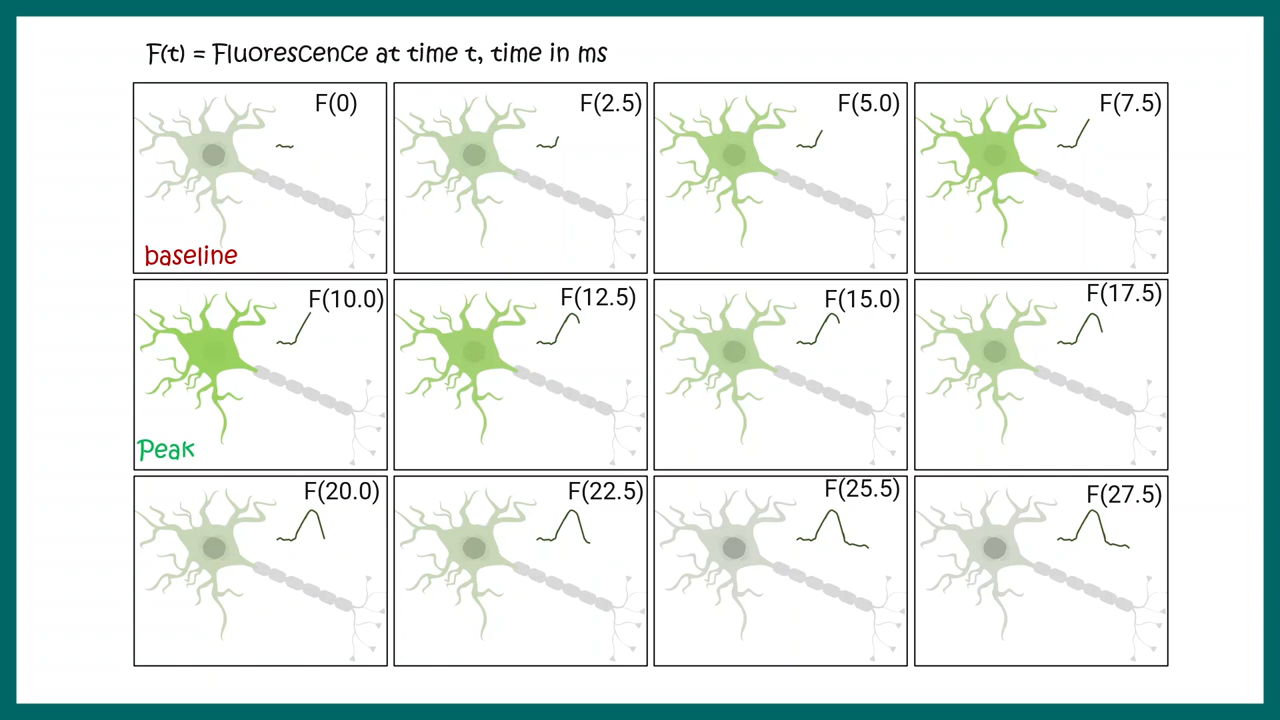 F(t) = Fluorescence at time t, time in ms
F(0)
F(2.5)
F(5.0)
F(7.5)
baseline
F(10.0)
F(12.5)
F(15.0)
F(17.5)
Peak
F(20.0)
F(22.5)
F(25.5)
F(27.5)